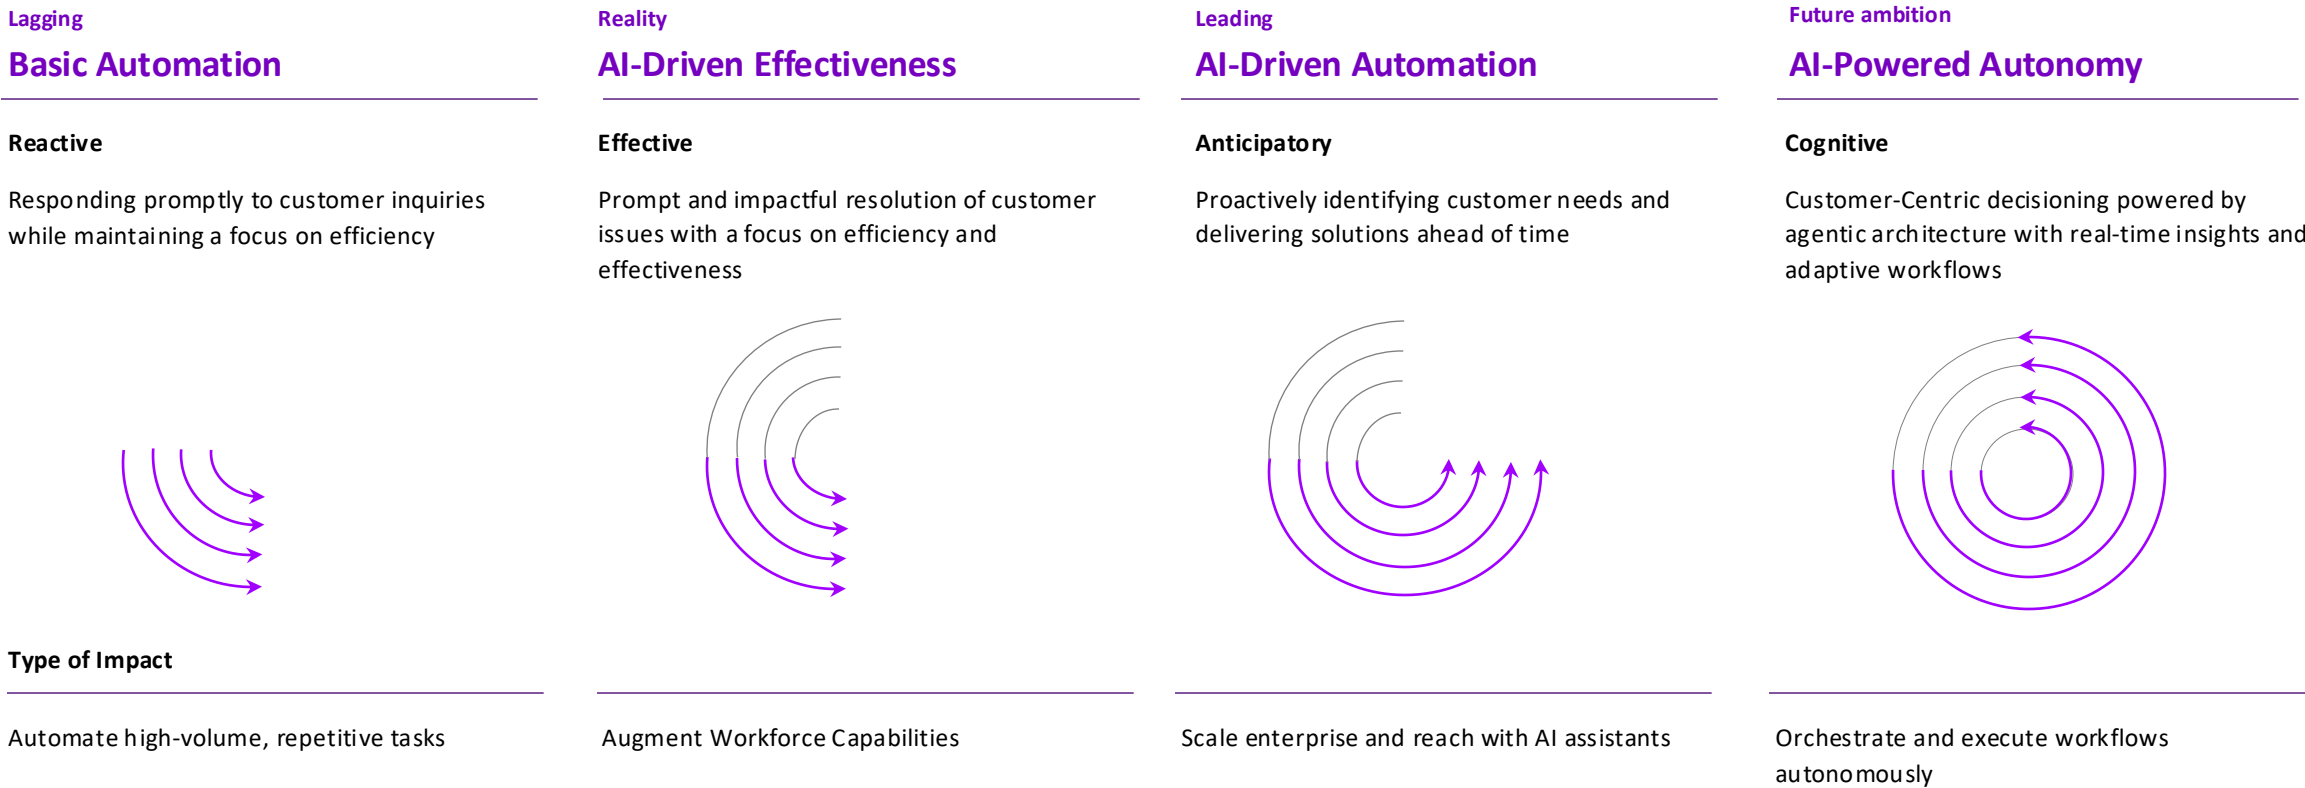 Lagging
Basic Automation
Reactive
Responding promptly to customer inquiries
while maintaining a focus on efficiency
Reality
AI-Driven Effectiveness
Effective
Prompt and impactful resolution of customer
issues with a focus on efficiency and
effectiveness
Leading
AI-Driven Automation
Anticipatory
Proactively identifying customer needs and
delivering solutions ahead of time
Future ambition
AI-Powered Autonomy
Cognitive
Customer-Centric decisioning powered by
agentic architecture with real-time insights and
adaptive workflows
Type of Impact
Automate high-volume, repetitive tasks
Augment Workforce Capabilities
Scale enterprise and reach with AI assistants
Orchestrate and execute workflows
autonomously